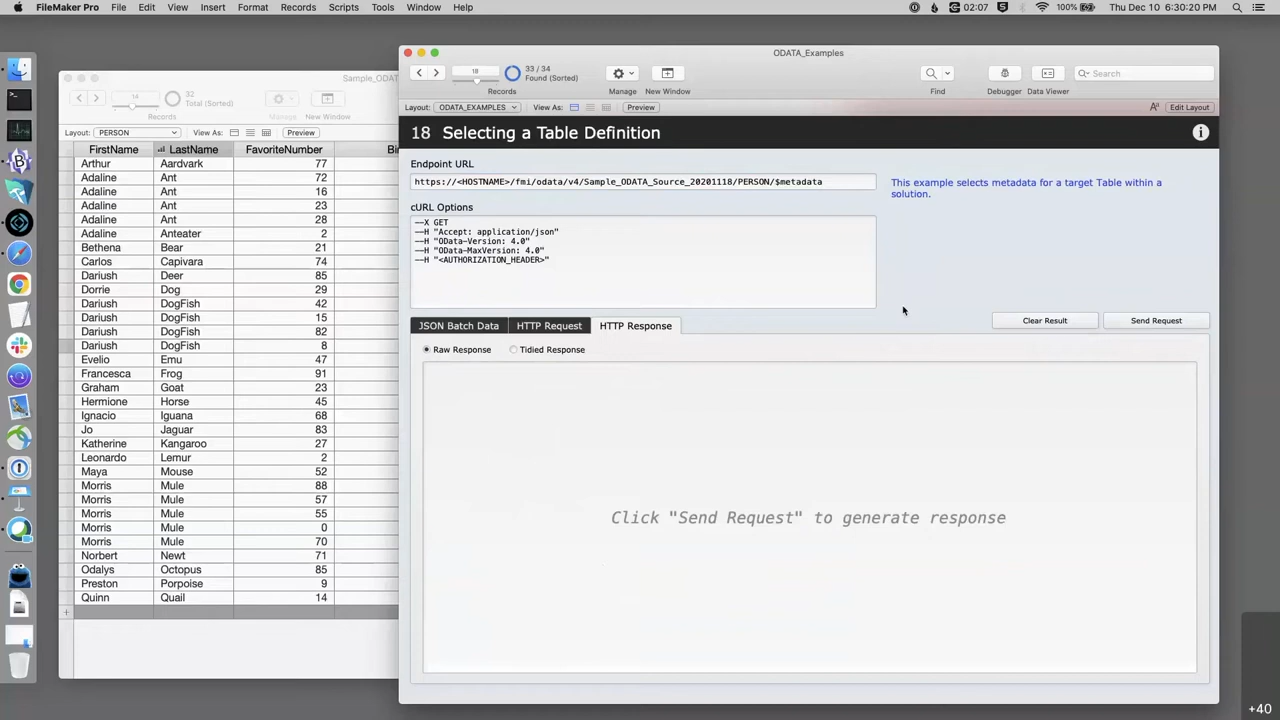 FileMaker Pro File Edit View Insert Format Records Scripts Tools Window Help 02:07 100% Thu Dec 10 6:30:20 PM
Sample_ODAT
14 32 Total (Sorted)
Records Manage New Window
Layout: PERSON View As: Preview
FirstName LastName FavoriteNumber Bi
Arthur Aardvark 77
Adaline Ant 72
Adaline Ant 16
Adaline Ant 23
Adaline Ant 28
Adaline Anteater 2
Bethena Bear 21
Carlos Capivara 74
Dariush Deer 85
Dorrie Dog 29
Dariush DogFish 42
Dariush DogFish 15
Dariush DogFish 82
Dariush DogFish 8
Evelio Emu 47
Francesca Frog 91
Graham Goat 23
Hermione Horse 45
Ignacio Iguana 68
Jo Jaguar 83
Katherine Kangaroo 27
Leonardo Lemur 2
Maya Mouse 52
Morris Mule 88
Morris Mule 57
Morris Mule 55
Morris Mule 0
Morris Mule 70
Norbert Newt 71
Odalys Octopus 85
Preston Porpoise 9
Quinn Quail 14
ODATA_Examples
18 33 / 34 Found (Sorted) Search
Records Manage New Window Find Debugger Data Viewer
Layout: ODATA_EXAMPLES View As: Preview Edit Layout
18 Selecting a Table Definition
Endpoint URL
https://<HOSTNAME>/fmi/odata/v4/Sample_ODATA_Source_20201118/PERSON/$metadata
This example selects metadata for a target Table within a
solution.
cURL Options
--X GET
--H "Accept: application/json"
--H "OData-Version: 4.0"
--H "OData-MaxVersion: 4.0"
--H "<AUTHORIZATION_HEADER>"
JSON Batch Data HTTP Request HTTP Response Clear Result Send Request
Raw Response Tidied Response
Click "Send Request" to generate response
+40